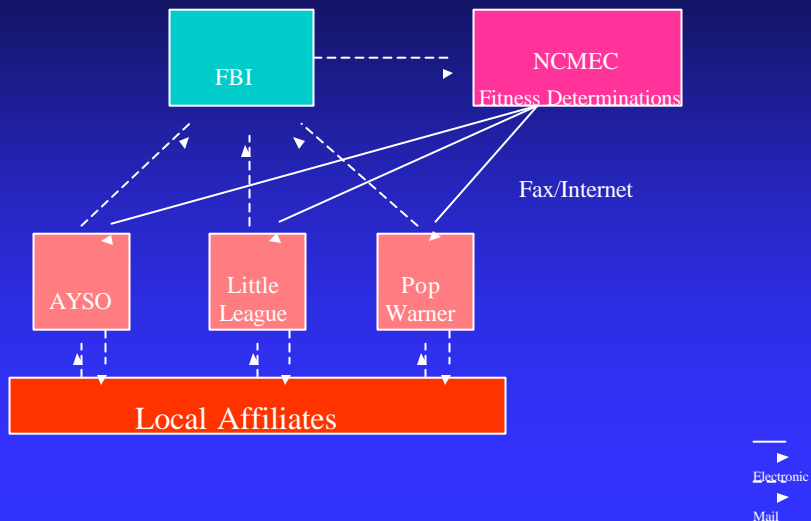 FBI
NCMEC
Fitness Determinations
Fax/Internet
AYSO
Little
League
Pop
Warner
Local Affiliates
Electronic
Mail